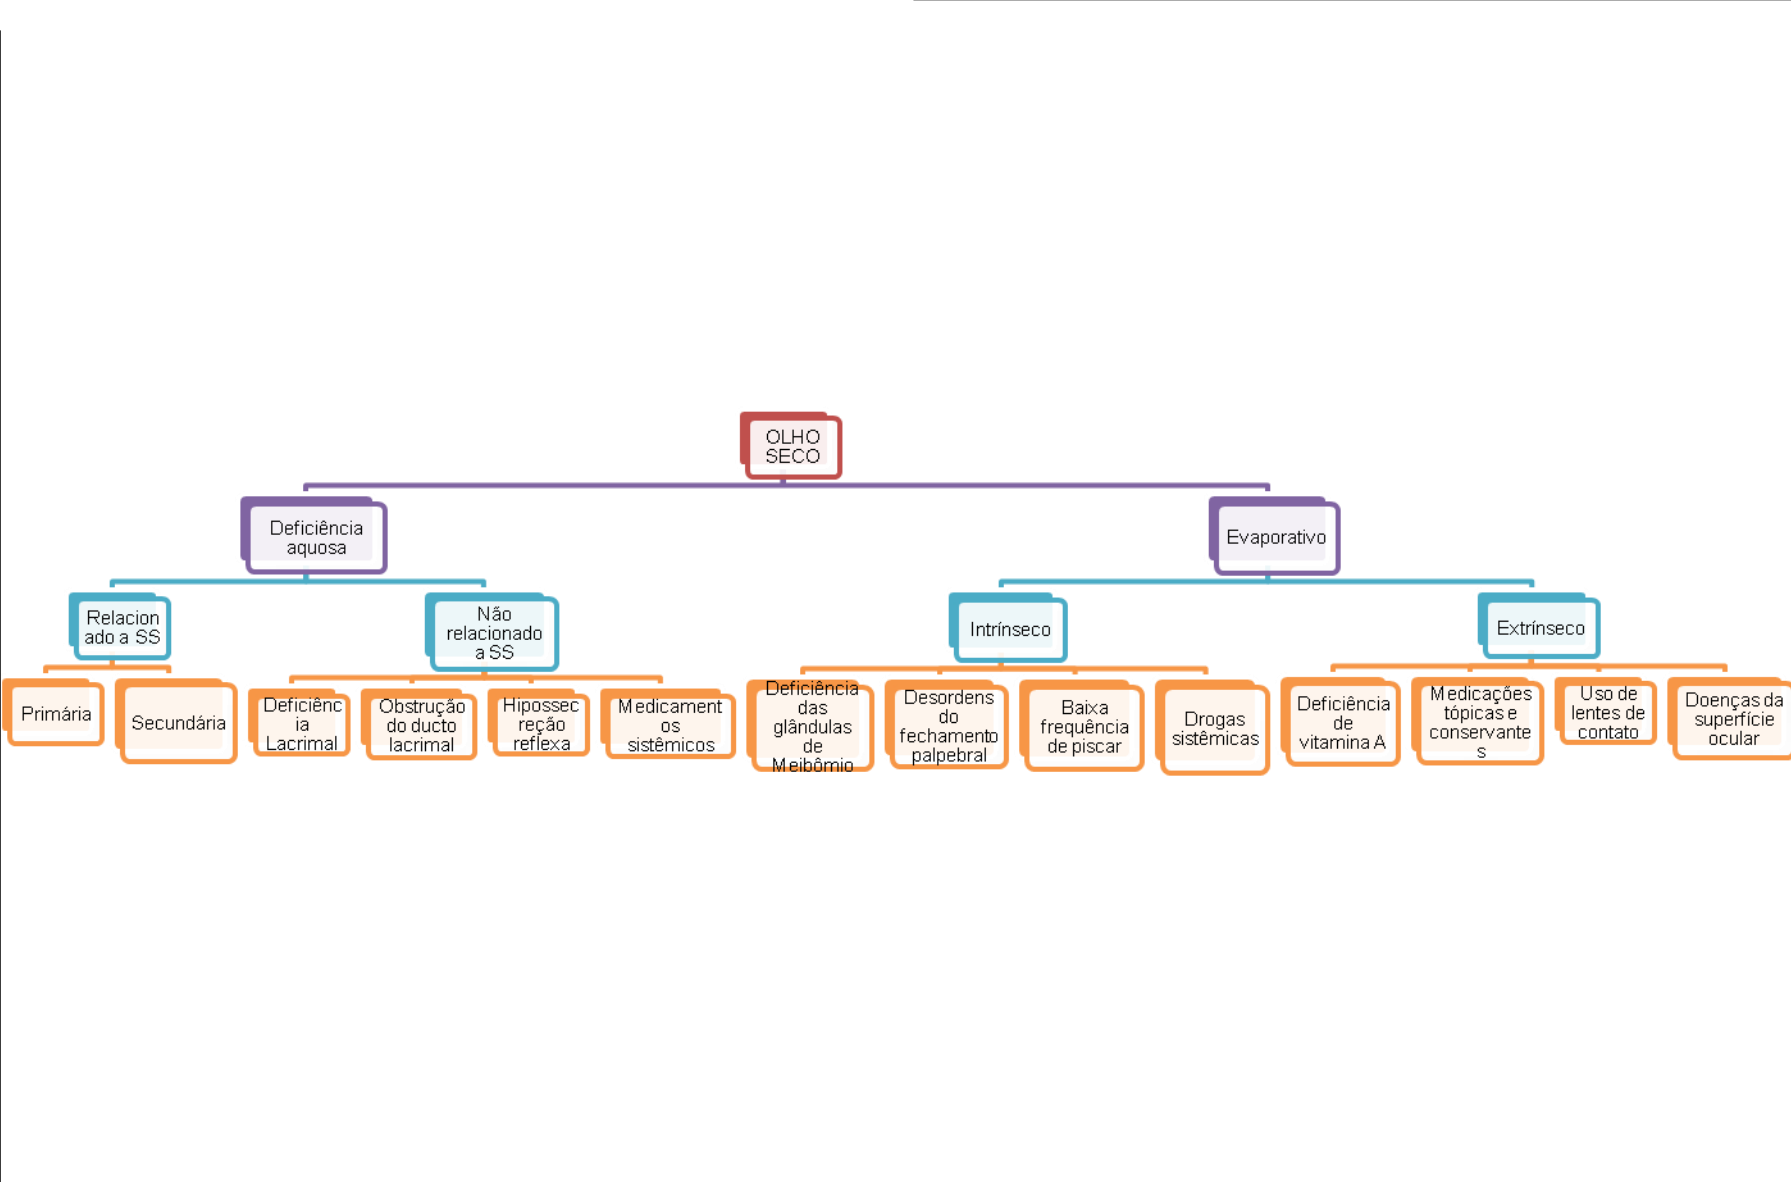 OLHO
SECO
Deficiência
aquosa
Evaporativo
Relacion
ado a SS
Não
relacionado
a SS
Intrínseco
Extrínseco
Primária
Secundária
Deficiênc
ia
Lacrimal
Obstrução
do ducto
lacrimal
Hipossec
reção
reflexa
Medicament
os
sistêmicos
Deficiência
das
glândulas
de
Meibômio
Desordens
do
fechamento
palpebral
Baixa
frequência
de piscar
Drogas
sistêmicas
Deficiência
de
vitamina A
Medicações
tópicas e
conservante
s
Uso de
lentes de
contato
Doenças da
superfície
ocular